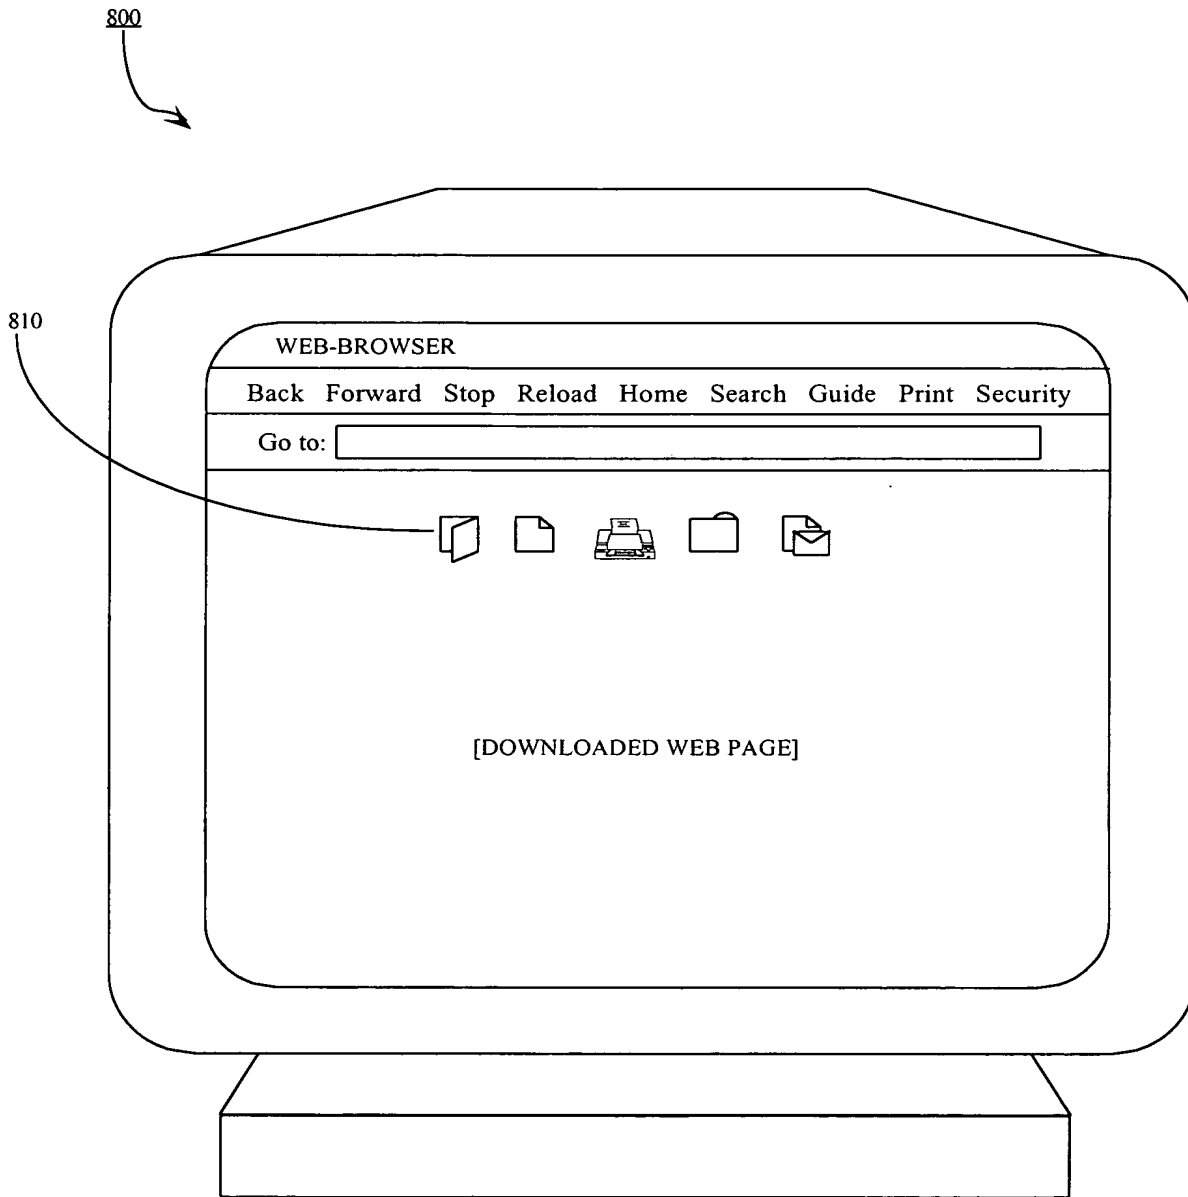 800
810
WEB-BROWSER
Back Forward Stop Reload Home Search Guide Print Security
Go to:
[DOWNLOADED WEB PAGE]